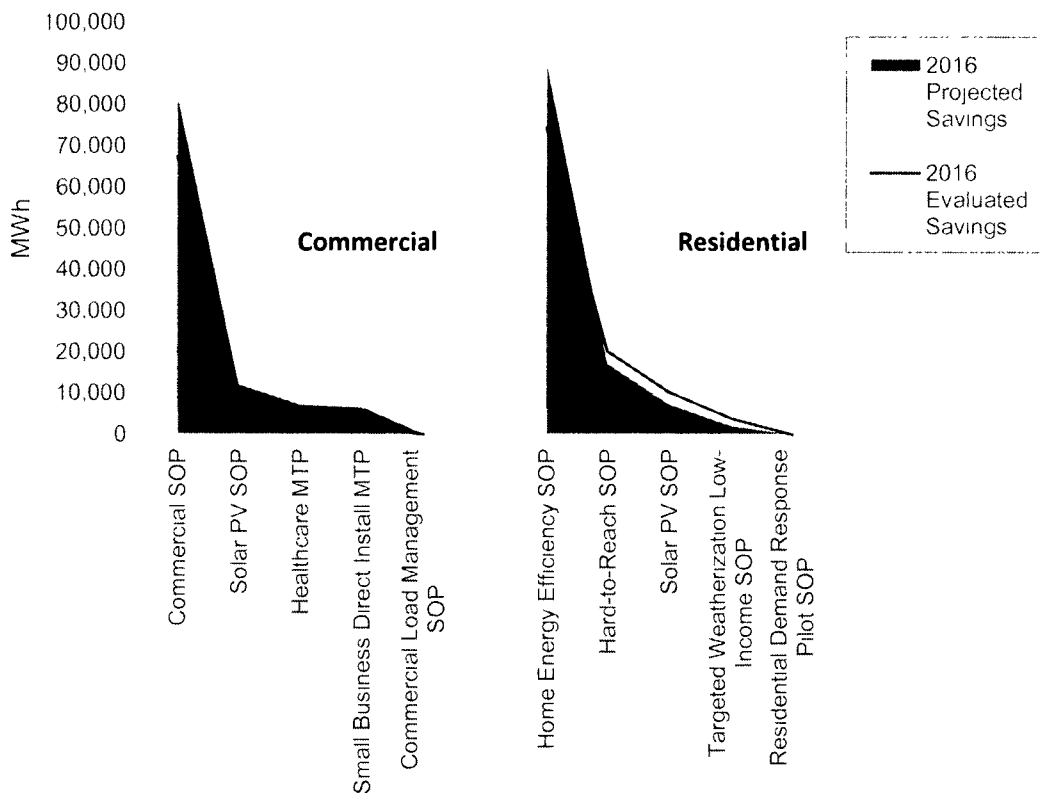 100,000
90,000
80,000
70,000
60,000
50,000
40,000
30,000
20,000
10,000
0
MWh
Commercial
Residential
Commercial SOP
Solar PV SOP
Healthcare MTP
Small Business Direct Install MTP
Commercial Load Management
SOP
Home Energy Efficiency SOP
Hard-to-Reach SOP
Solar PV SOP
Targeted Weatherization Low-
Income SOP
Residential Demand Response
Pilot SOP
2016
Projected
Savings
2016
Evaluated
Savings